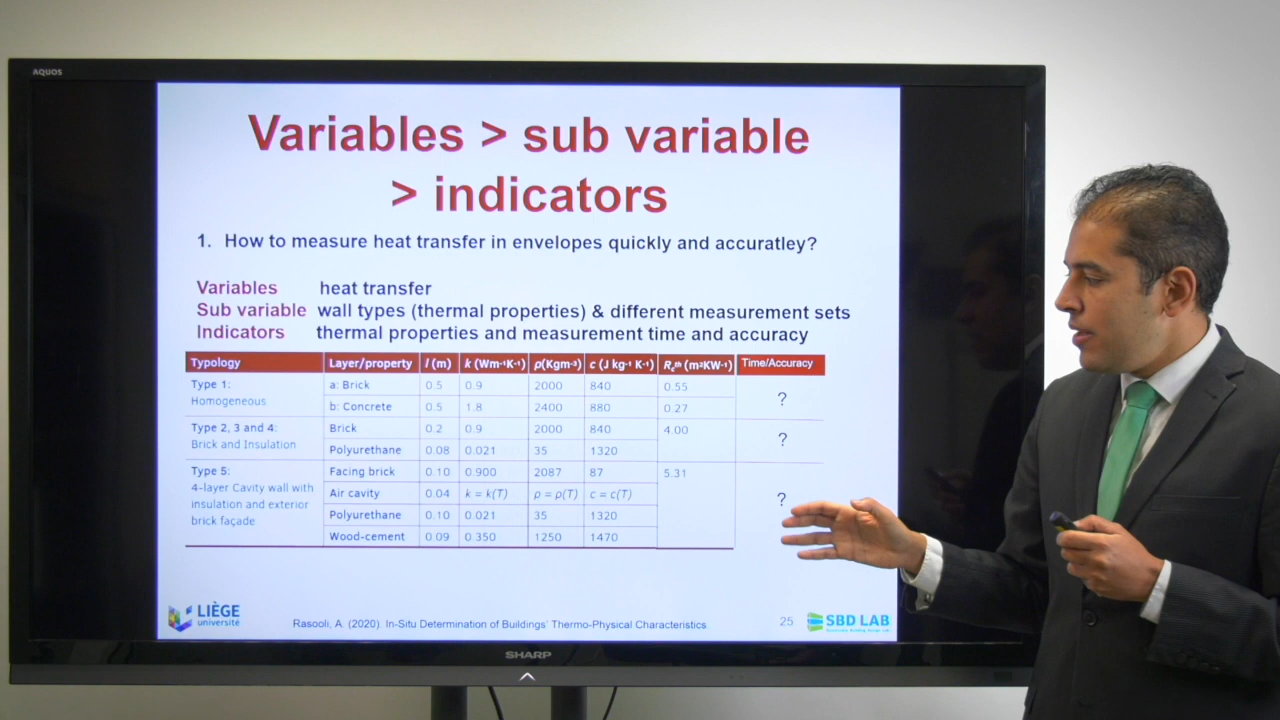 AQUOS
Variables > sub variable
> indicators
1. How to measure heat transfer in envelopes quickly and accuratley?
Variables heat transfer
Sub variable wall types (thermal properties) & different measurement sets
Indicators thermal properties and measurement time and accuracy
Typology Layer/property l (m) k (Wm⁻¹K⁻¹) ρ(Kgm⁻³) c (J kg⁻¹ K⁻¹) Rcth (m²KW⁻¹) Time/Accuracy
Type 1: a: Brick 0.5 0.9 2000 840 0.55
Homogeneous b: Concrete 0.5 1.8 2400 880 0.27 ?
Type 2, 3 and 4: Brick 0.2 0.9 2000 840 4.00
Brick and Insulation Polyurethane 0.08 0.021 35 1320 ?
Type 5: Facing brick 0.10 0.900 2087 87 5.31
4-layer Cavity wall with Air cavity 0.04 k = k(T) ρ = ρ(T) c = c(T) ?
insulation and exterior Polyurethane 0.10 0.021 35 1320
brick façade Wood-cement 0.09 0.350 1250 1470
LIÈGE
université
Rasooli, A. (2020). In-Situ Determination of Buildings' Thermo-Physical Characteristics.
25
SBD LAB
SHARP